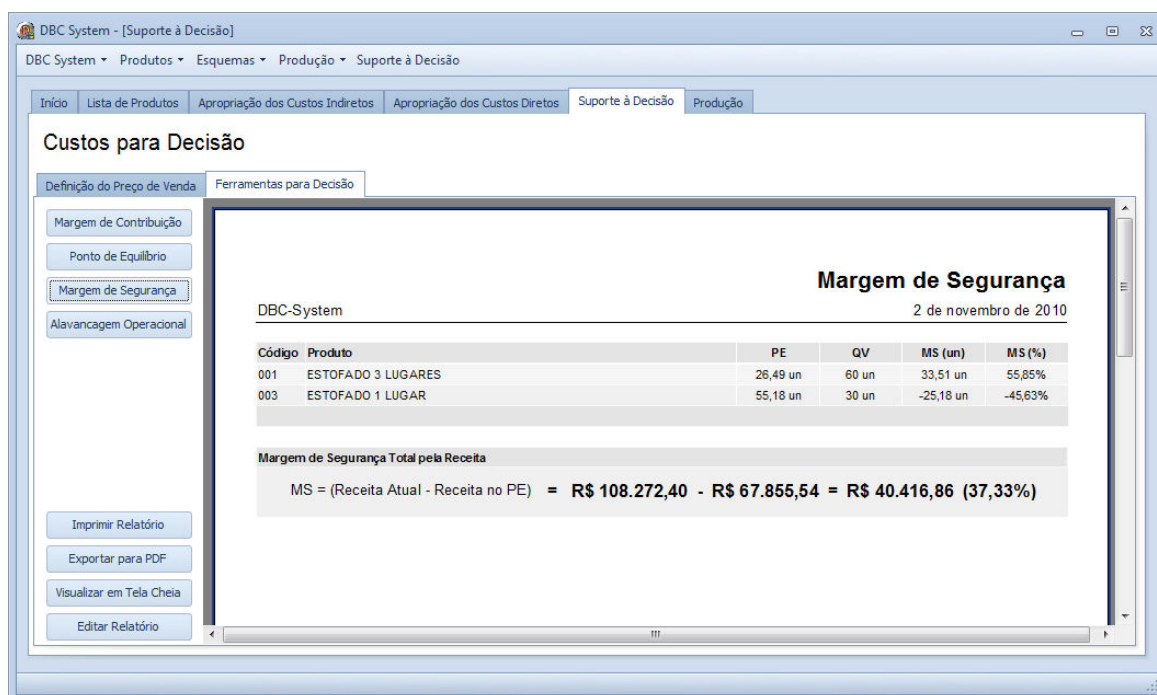 DBC System - [Suporte à Decisão]
DBC System Produtos Esquemas Produção Suporte à Decisão
Início Lista de Produtos Apropriação dos Custos Indiretos Apropriação dos Custos Diretos Suporte à Decisão Produção
Custos para Decisão
Definição do Preço de Venda Ferramentas para Decisão
Margem de Contribuição
Ponto de Equilíbrio
Margem de Segurança
Alavancagem Operacional
Imprimir Relatório
Exportar para PDF
Visualizar em Tela Cheia
Editar Relatório
Margem de Segurança
DBC-System 2 de novembro de 2010
Código Produto PE QV MS (un) MS (%)
001 ESTOFADO 3 LUGARES 26,49 un 60 un 33,51 un 55,85%
003 ESTOFADO 1 LUGAR 55,18 un 30 un -25,18 un -45,63%
Margem de Segurança Total pela Receita
MS = (Receita Atual - Receita no PE) = R$ 108.272,40 - R$ 67.855,54 = R$ 40.416,86 (37,33%)